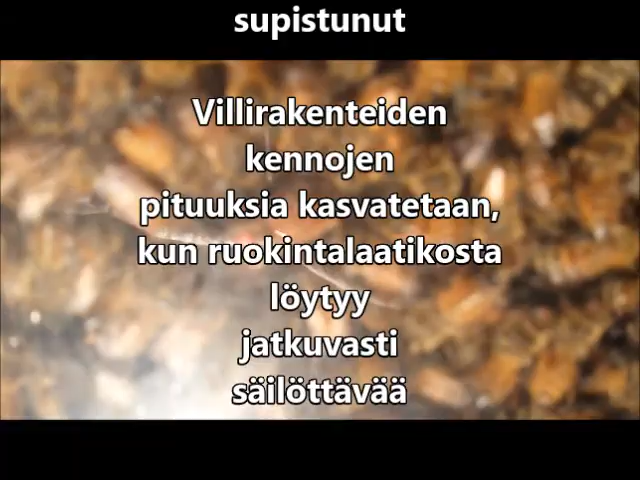 supistunut
Villirakenteiden
kennojen
pituuksia kasvatetaan,
kun ruokintalaatikosta
löytyy
jatkuvasti
säilöttävää